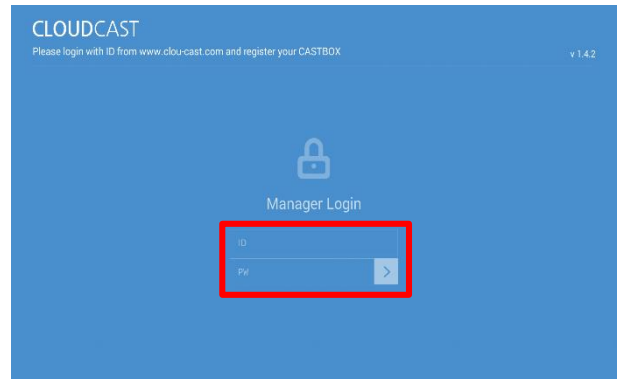 CLOUDCAST
Please login with ID from www.clou-cast.com and register your CASTBOX
v 1.4.2
Manager Login
ID
PW